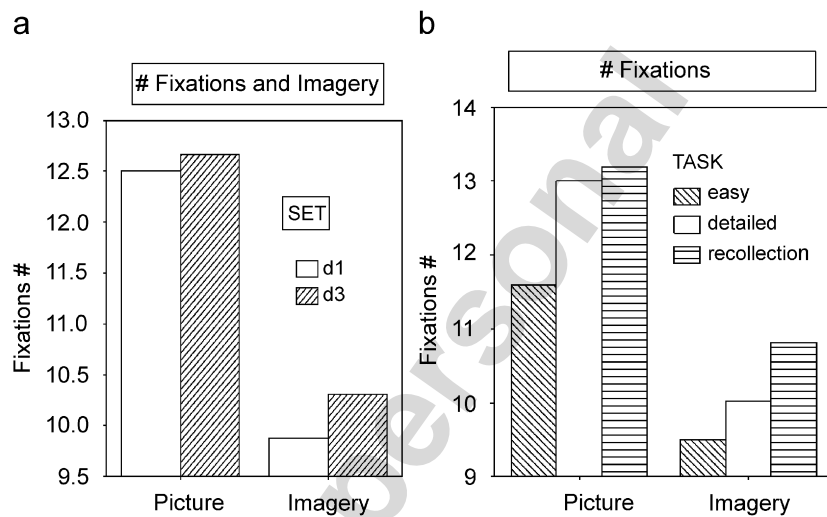 a
# Fixations and Imagery
13.0
12.5
12.0
11.5
11.0
10.5
10.0
9.5
Fixations #
SET
d1
d3
Picture Imagery
b
# Fixations
14
13
12
11
10
9
Fixations #
TASK
easy
detailed
recollection
Picture Imagery
personal